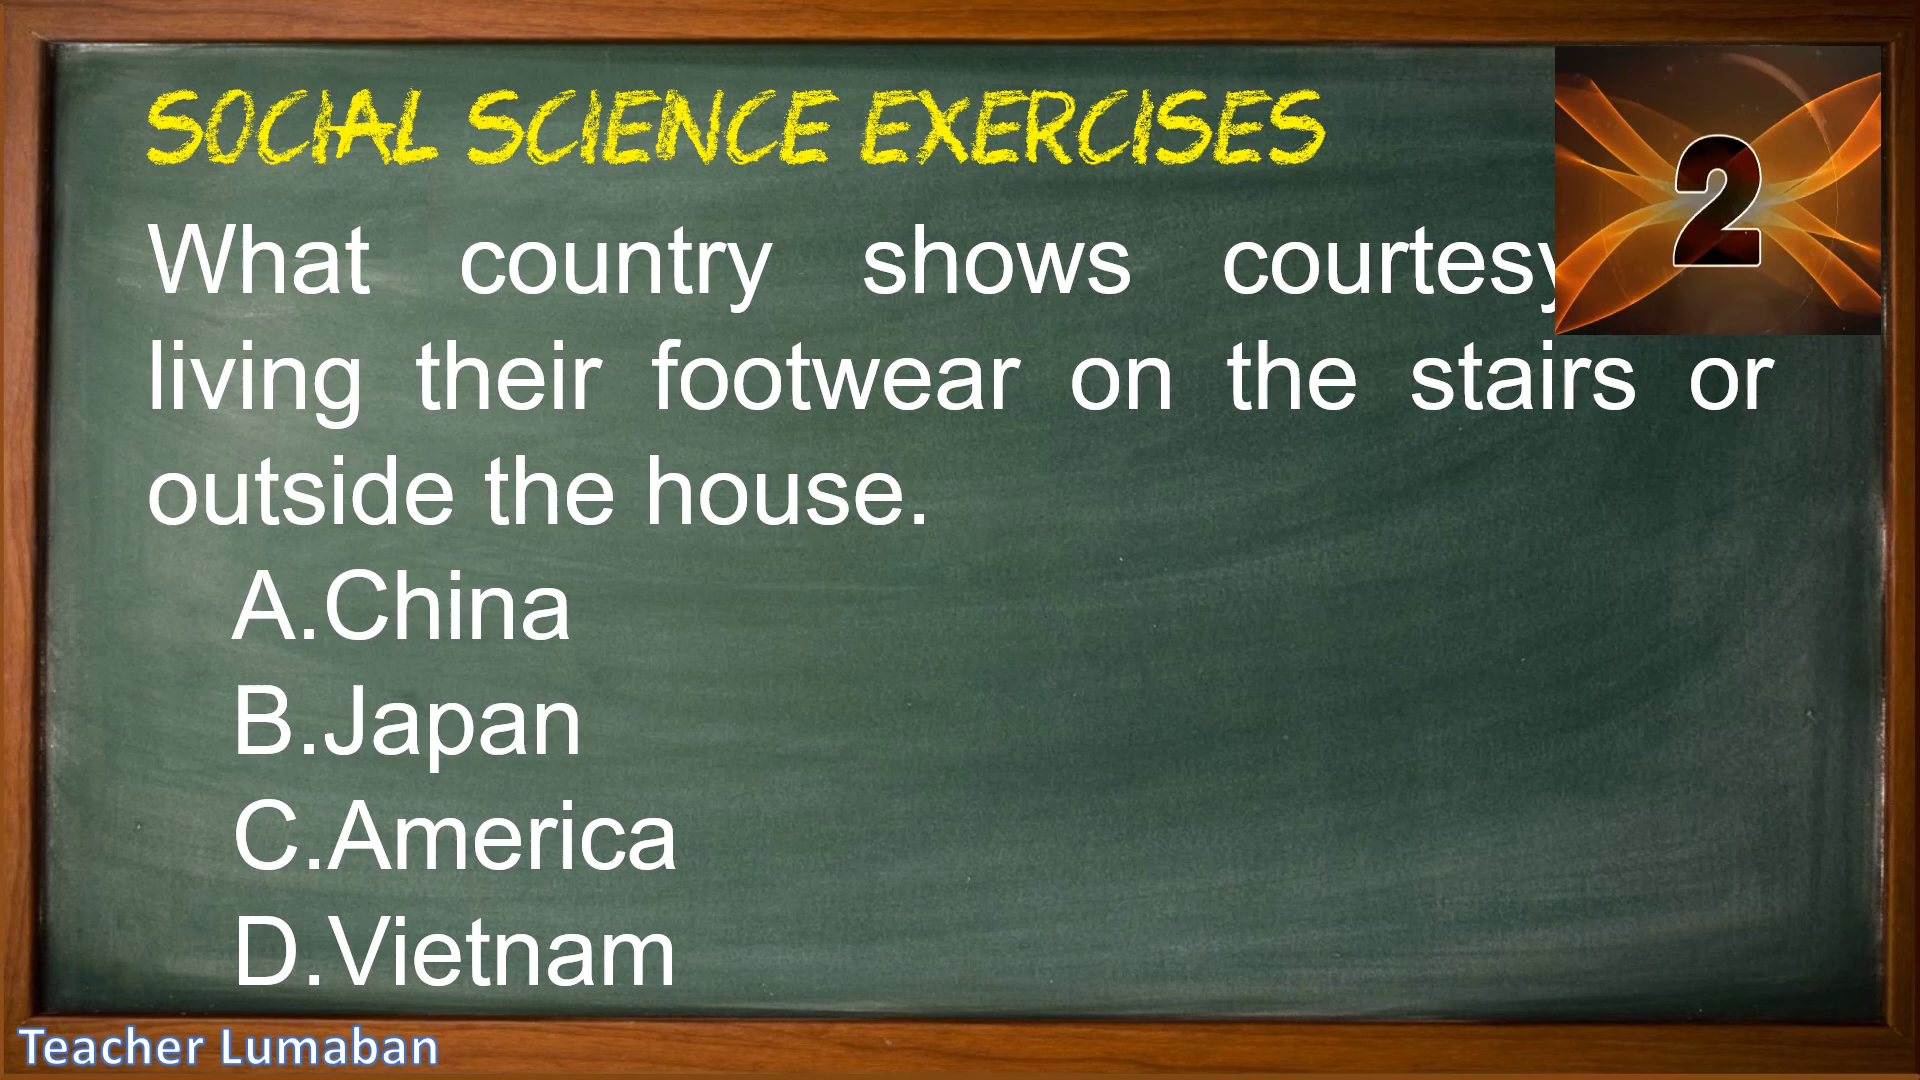 SOCIAL SCIENCE EXERCISES
2
What country shows courtesy
living their footwear on the stairs or
outside the house.
A.China
B.Japan
C.America
D.Vietnam
Teacher Lumaban